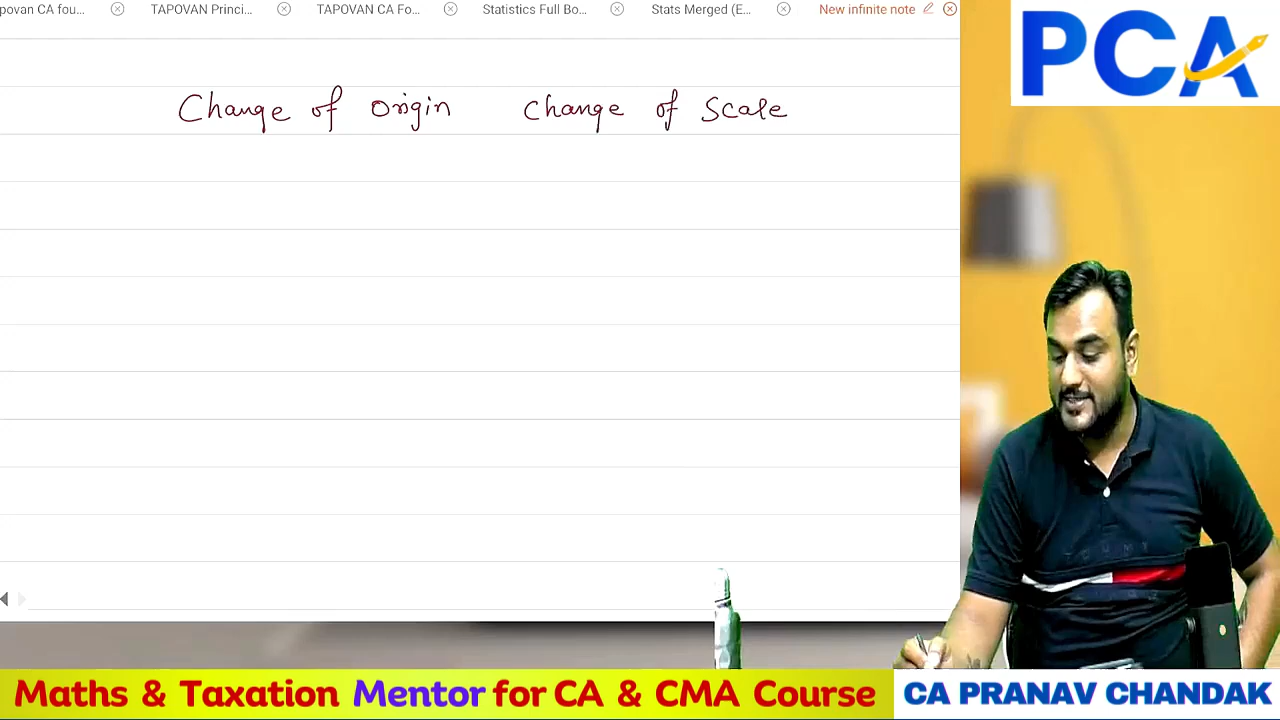 povan CA fou... TAPOVAN Princi... TAPOVAN CA Fo... Statistics Full Bo... Stats Merged (E... New infinite note
PCA
Change of Origin Change of Scale
Maths & Taxation Mentor for CA & CMA Course
CA PRANAV CHANDAK